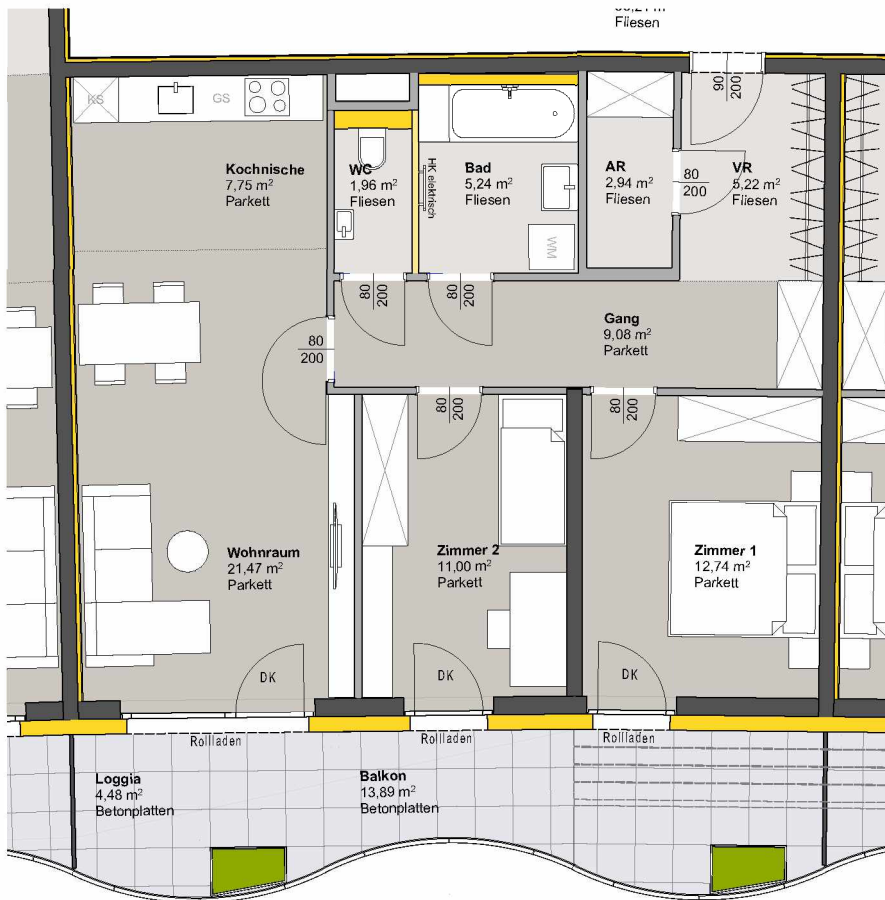 Fliesen
90
200
KS
GS
Kochnische
7,75 m²
Parkett
WC
1,96 m²
Fliesen
HK elektrisch
Bad
5,24 m²
Fliesen
WM
AR
2,94 m²
Fliesen
80
200
VR
5,22 m²
Fliesen
80
200
80
200
80
200
Gang
9,08 m²
Parkett
80
200
80
200
Wohnraum
21,47 m²
Parkett
Zimmer 2
11,00 m²
Parkett
Zimmer 1
12,74 m²
Parkett
DK
DK
DK
Rollladen
Rollladen
Rollladen
Loggia
4,48 m²
Betonplatten
Balkon
13,89 m²
Betonplatten